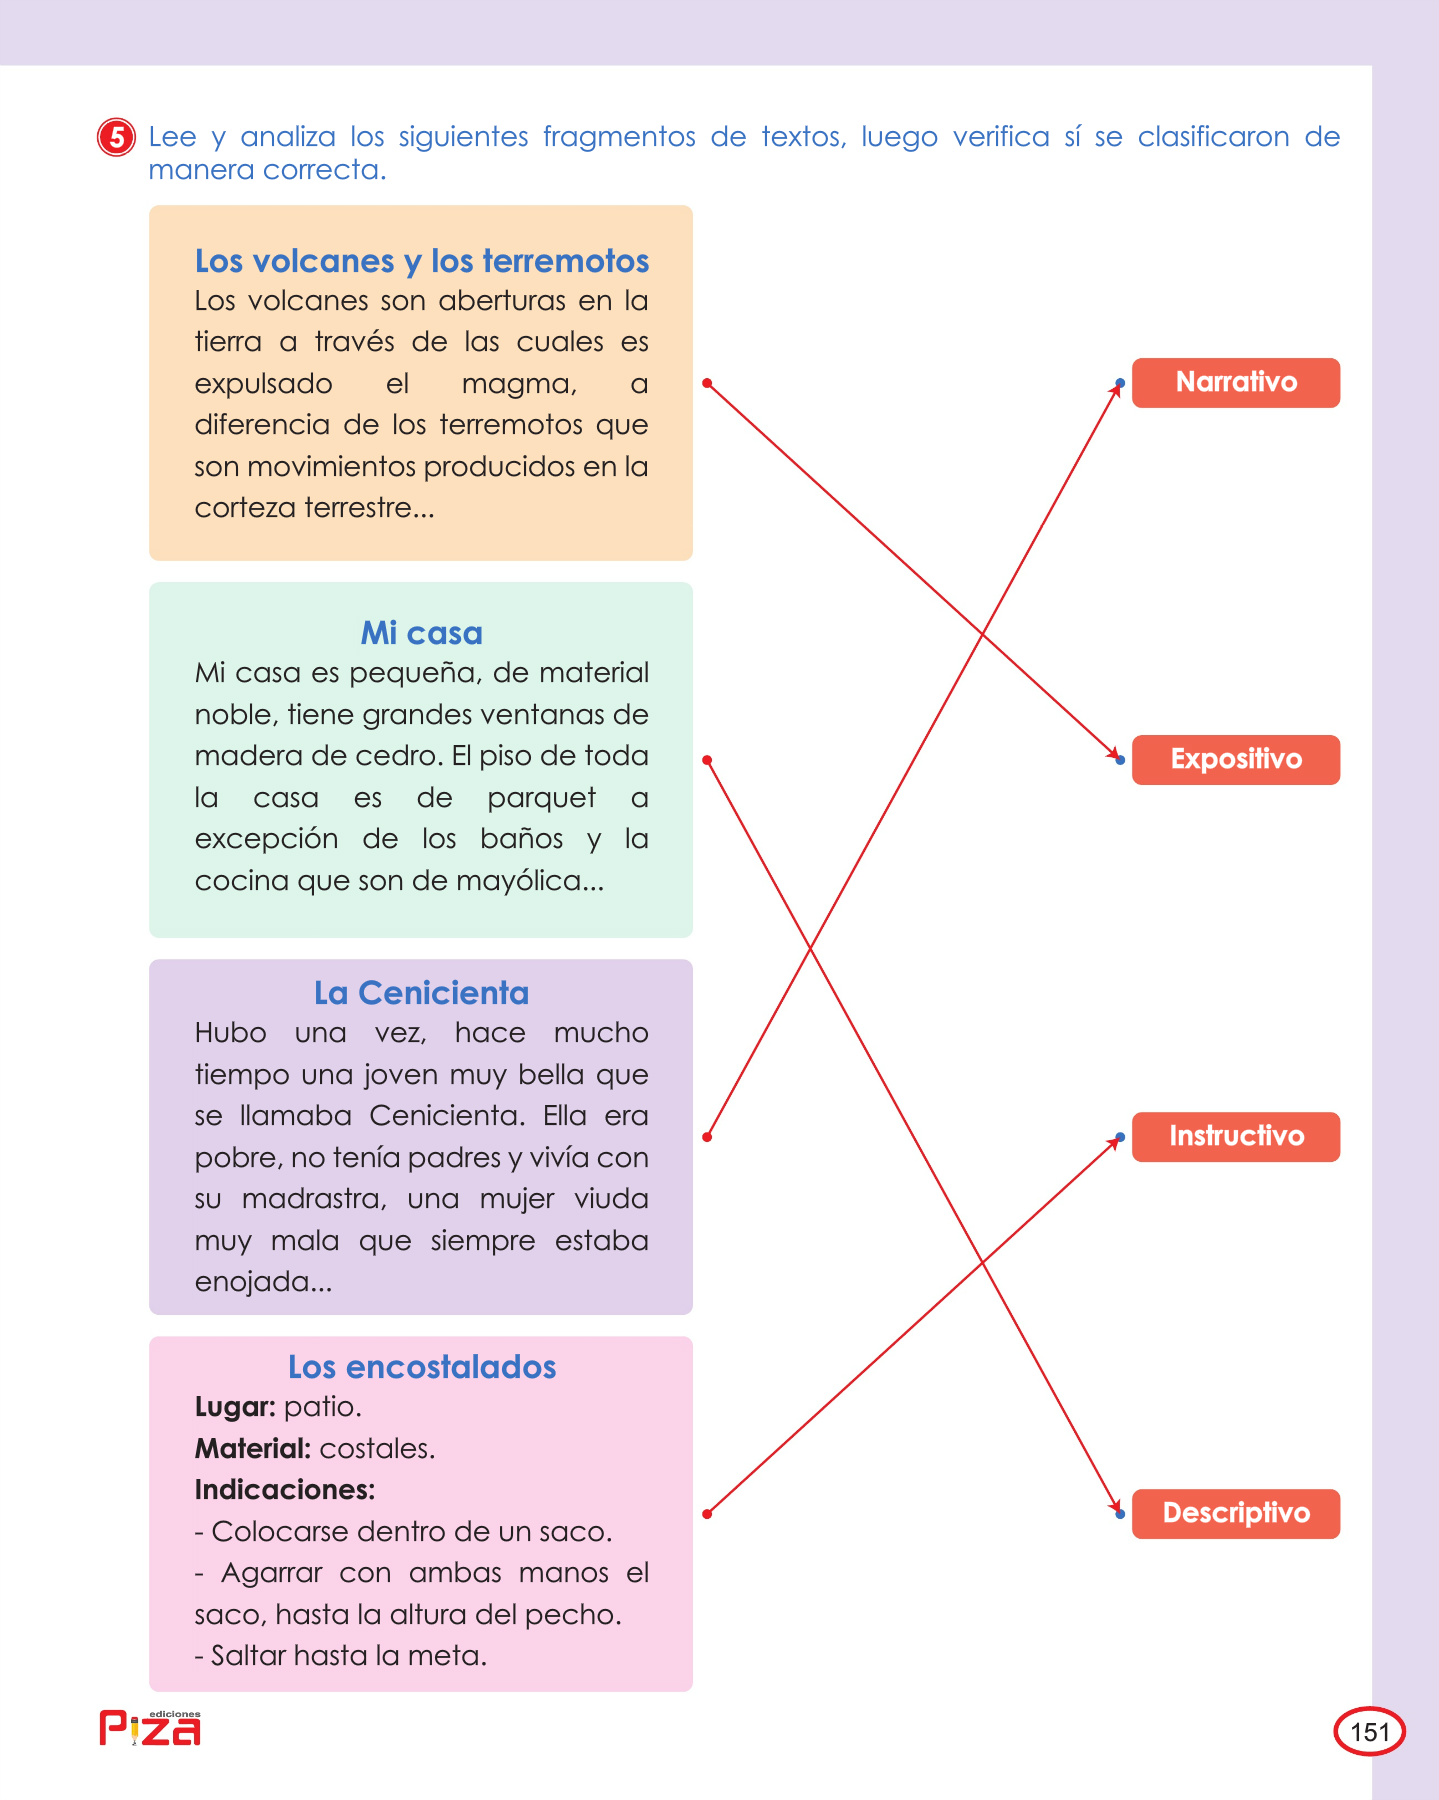 5 Lee y analiza los siguientes fragmentos de textos, luego verifica sí se clasificaron de
manera correcta.
Los volcanes y los terremotos
Los volcanes son aberturas en la
tierra a través de las cuales es
expulsado el magma, a
diferencia de los terremotos que
son movimientos producidos en la
corteza terrestre...
Narrativo
Mi casa
Mi casa es pequeña, de material
noble, tiene grandes ventanas de
madera de cedro. El piso de toda
la casa es de parquet a
excepción de los baños y la
cocina que son de mayólica...
Expositivo
La Cenicienta
Hubo una vez, hace mucho
tiempo una joven muy bella que
se llamaba Cenicienta. Ella era
pobre, no tenía padres y vivía con
su madrastra, una mujer viuda
muy mala que siempre estaba
enojada...
Instructivo
Los encostalados
Lugar: patio.
Material: costales.
Indicaciones:
- Colocarse dentro de un saco.
- Agarrar con ambas manos el
saco, hasta la altura del pecho.
- Saltar hasta la meta.
Descriptivo
ediciones
Piza
151